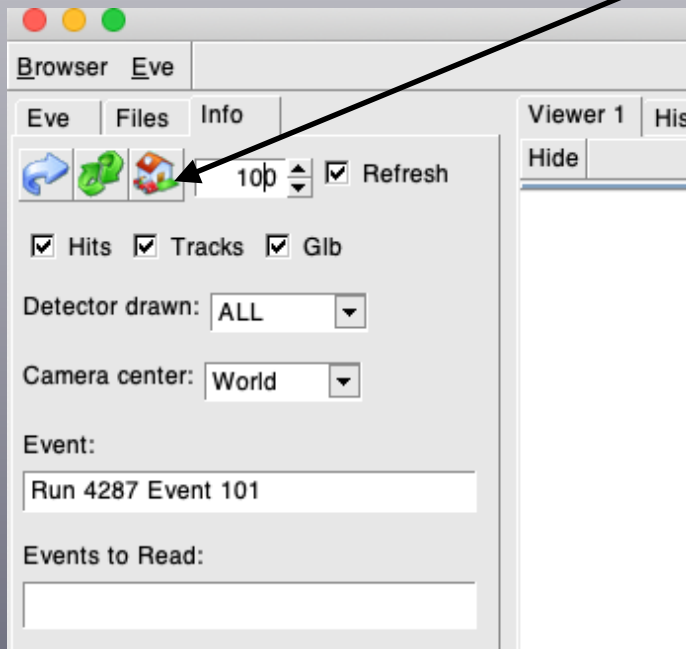 Browser Eve
Eve Files Info Viewer 1 His
Hide
100 Refresh
Hits Tracks Glb
Detector drawn: ALL
Camera center: World
Event:
Run 4287 Event 101
Events to Read: